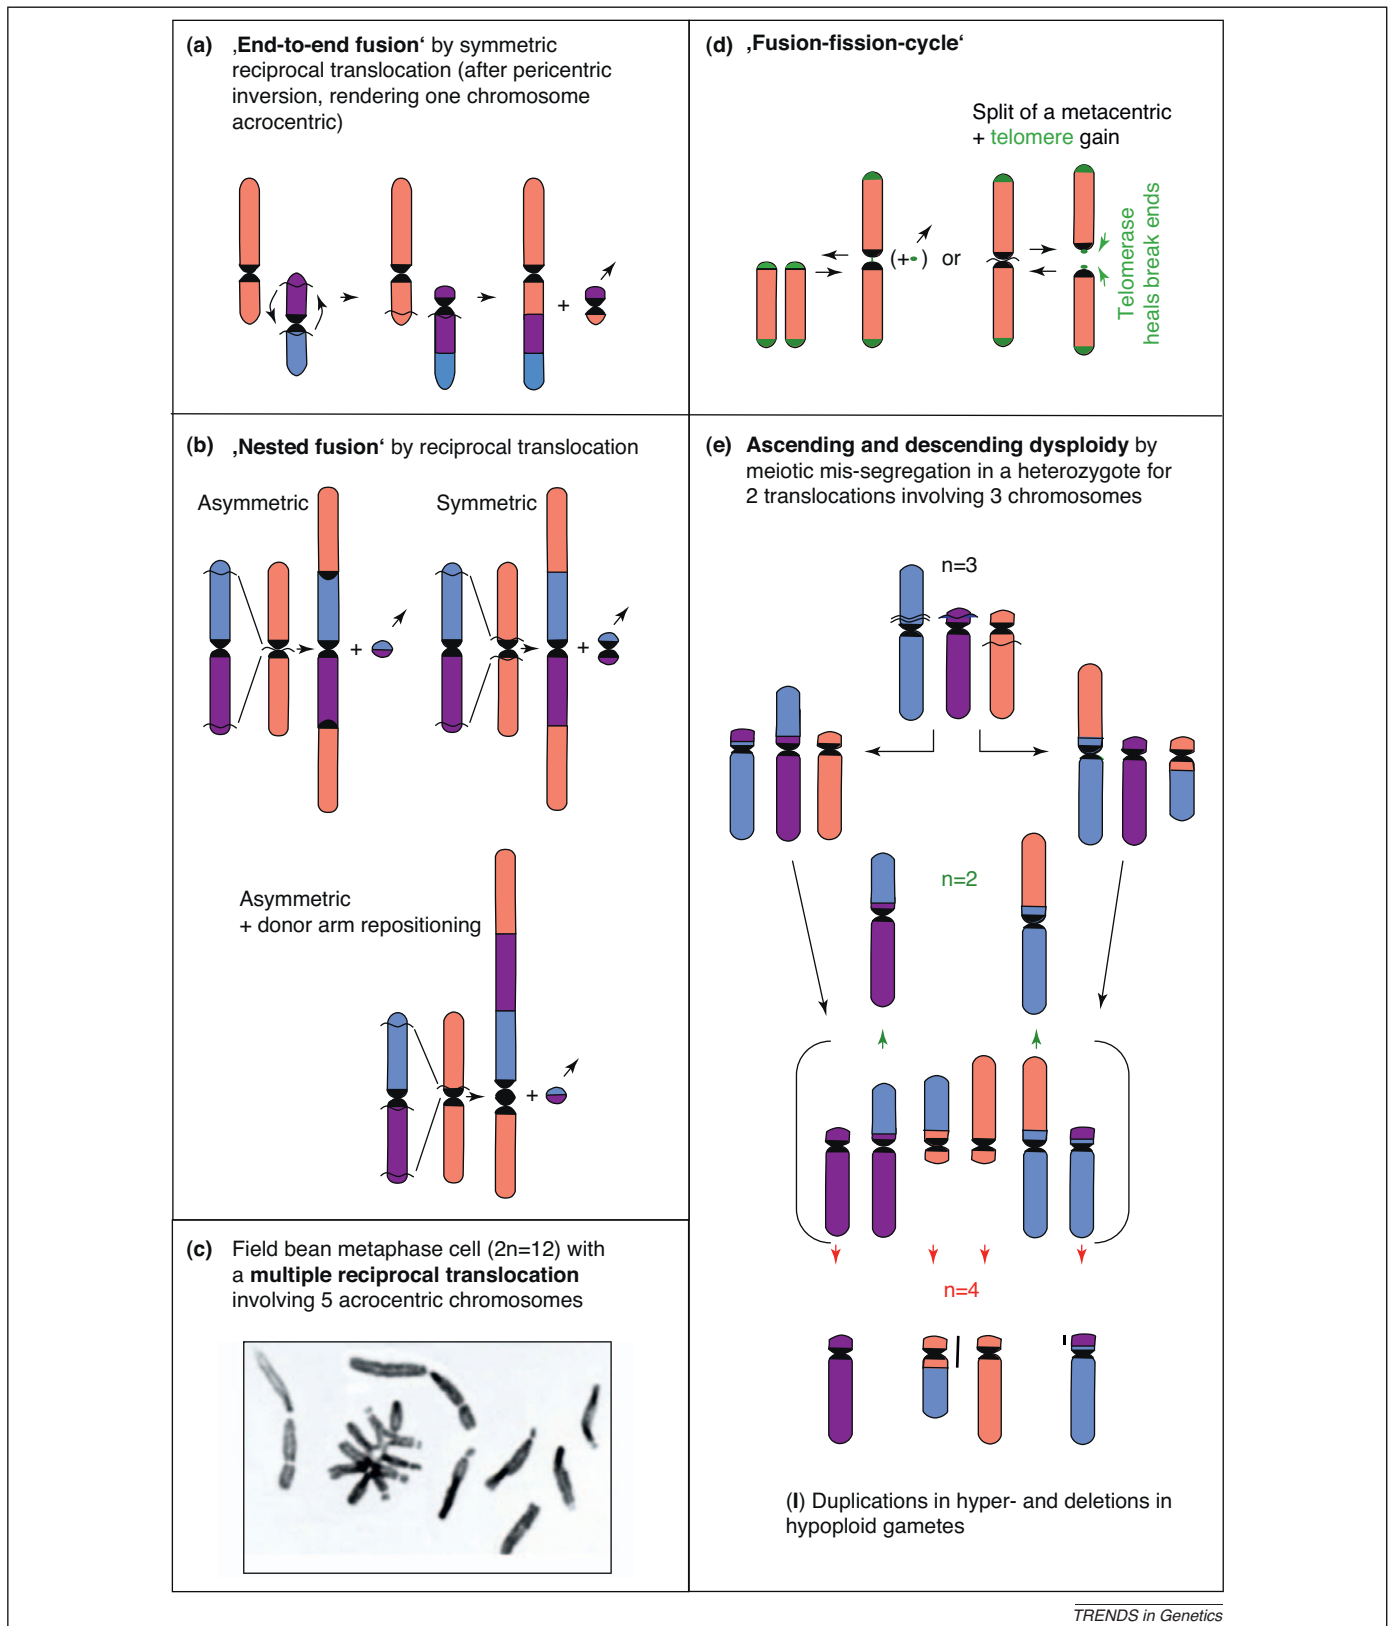 (a) ‚End-to-end fusion‘ by symmetric
reciprocal translocation (after pericentric
inversion, rendering one chromosome
acrocentric)
+
(b) ‚Nested fusion‘ by reciprocal translocation
Asymmetric
Symmetric
+
+
Asymmetric
+ donor arm repositioning
+
(c) Field bean metaphase cell (2n=12) with
a multiple reciprocal translocation
involving 5 acrocentric chromosomes
(d) ‚Fusion-fission-cycle‘
Split of a metacentric
+ telomere gain
(+ ) or
Telomerase
heals break ends
(e) Ascending and descending dysploidy by
meiotic mis-segregation in a heterozygote for
2 translocations involving 3 chromosomes
n=3
n=2
n=4
(I) Duplications in hyper- and deletions in
hypoploid gametes
TRENDS in Genetics